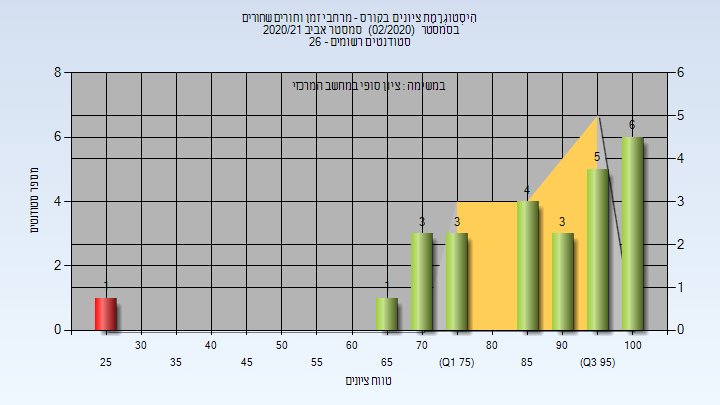 היסטוגרמת ציונים בקורס - מרחבי זמן וחורים שחורים
בסמסטר (02/2020) סמסטר אביב 2020/21
סטודנטים רשומים - 26
במשימה : ציון סופי במחשב המרכזי
מספר סטודנטים
8
6
4
2
0
6
5
4
3
2
1
0
1
1
3
3
4
3
5
6
30 40 50 60 70 80 90 100
25 35 45 55 65 (Q1 75) 85 (Q3 95)
טווח ציונים